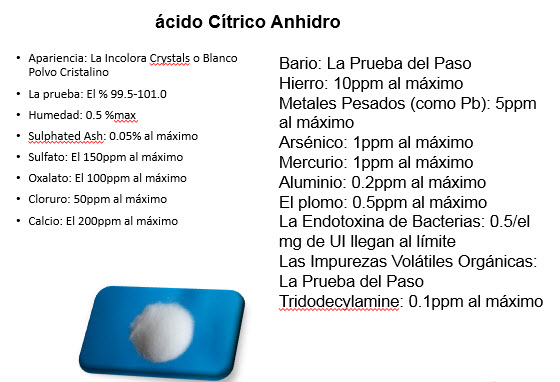 ácido Cítrico Anhidro
• Apariencia: La Incolora Crystals o Blanco
Polvo Cristalino
• La prueba: El % 99.5-101.0
• Humedad: 0.5 %max
• Sulphated Ash: 0.05% al máximo
• Sulfato: El 150ppm al máximo
• Oxalato: El 100ppm al máximo
• Cloruro: 50ppm al máximo
• Calcio: El 200ppm al máximo
Bario: La Prueba del Paso
Hierro: 10ppm al máximo
Metales Pesados (como Pb): 5ppm
al máximo
Arsénico: 1ppm al máximo
Mercurio: 1ppm al máximo
Aluminio: 0.2ppm al máximo
El plomo: 0.5ppm al máximo
La Endotoxina de Bacterias: 0.5/el
mg de UI llegan al límite
Las Impurezas Volátiles Orgánicas:
La Prueba del Paso
Tridodecylamine: 0.1ppm al máximo